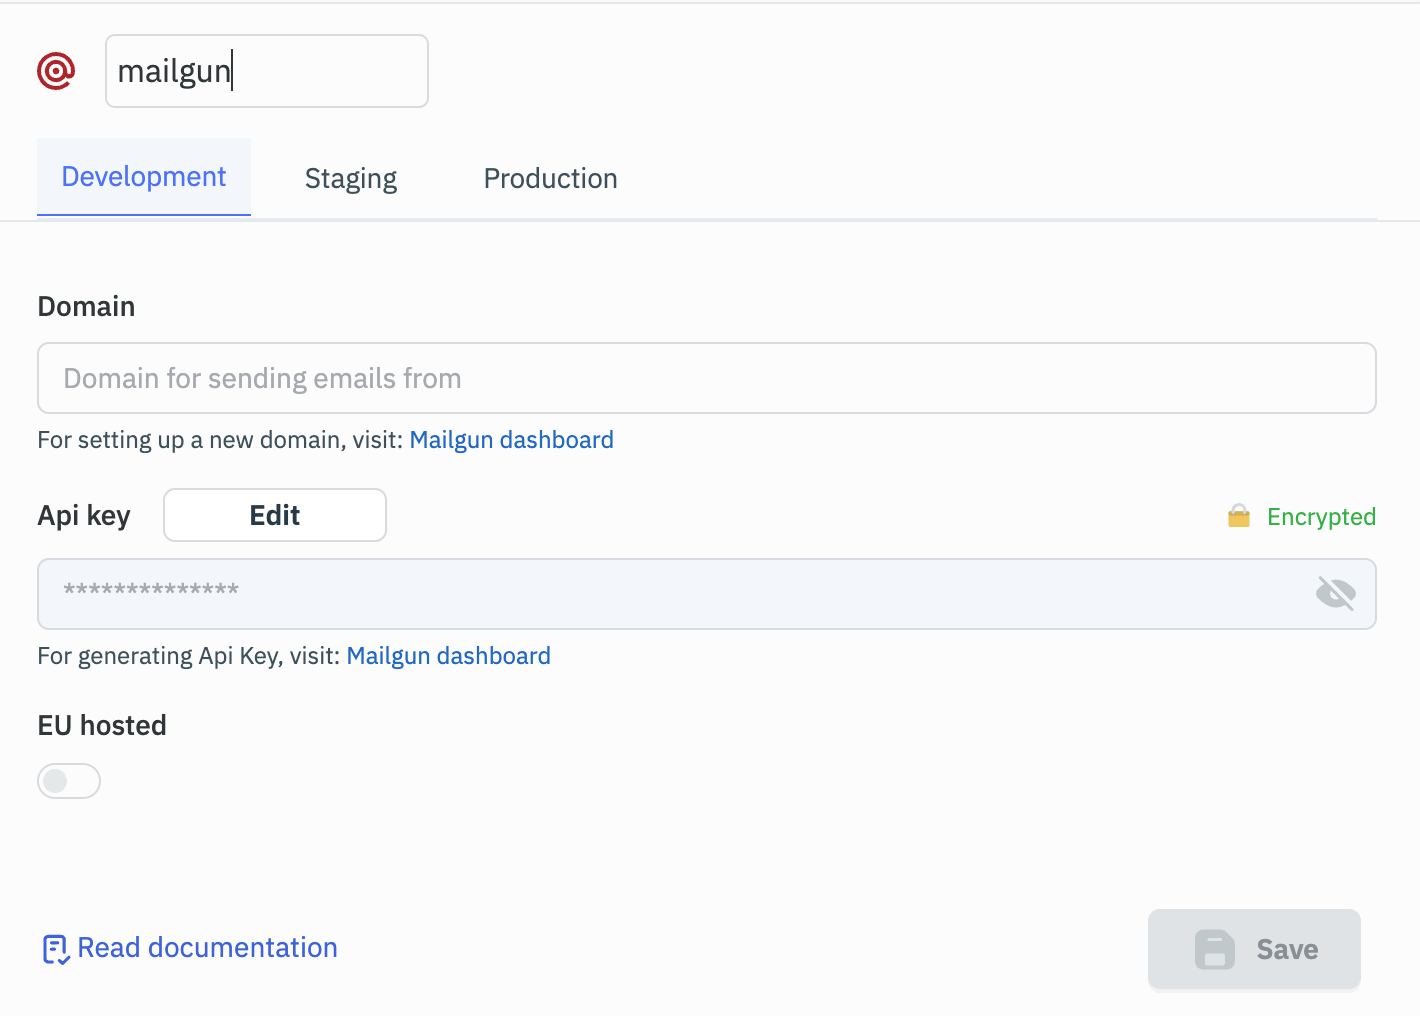 mailgun
Development Staging Production
Domain
Domain for sending emails from
For setting up a new domain, visit: Mailgun dashboard
Api key Edit Encrypted
**************
For generating Api Key, visit: Mailgun dashboard
EU hosted
Read documentation Save